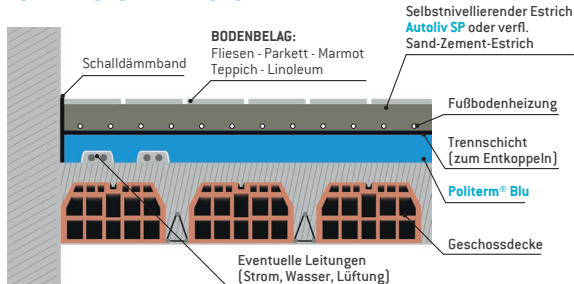 Selbstnivellierender Estrich
Autoliv SP oder verfl.
Sand-Zement-Estrich
BODENBELAG:
Fliesen - Parkett - Marmot
Teppich - Linoleum
Schalldämmband
Fußbodenheizung
Trennschicht
(zum Entkoppeln)
Politerm® Blu
Geschossdecke
Eventuelle Leitungen
(Strom, Wasser, Lüftung)